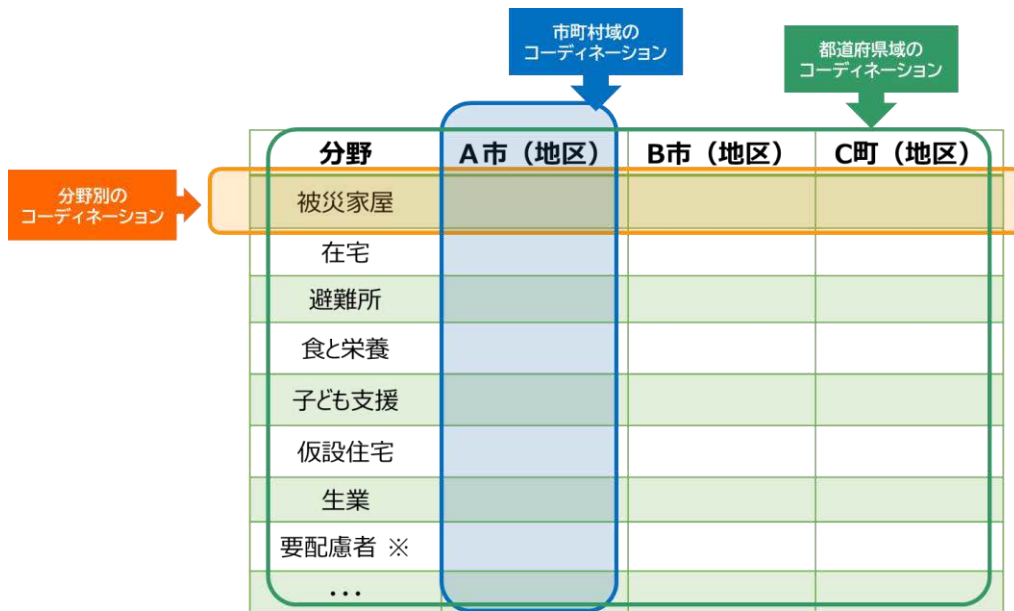 市町村域の
コーディネーション
都道府県域の
コーディネーション
分野 A市（地区） B市（地区） C町（地区）
分野別の
コーディネーション
被災家屋
在宅
避難所
食と栄養
子ども支援
仮設住宅
生業
要配慮者 ※
...